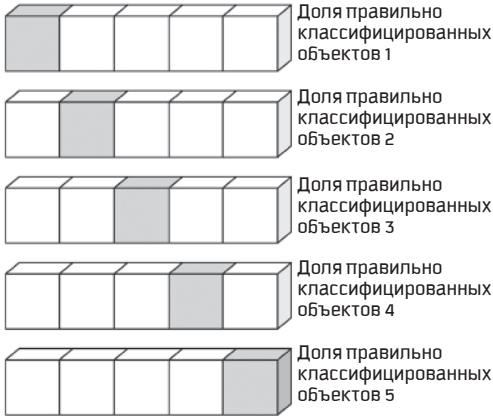 Доля правильно
классифицированных
объектов 1
Доля правильно
классифицированных
объектов 2
Доля правильно
классифицированных
объектов 3
Доля правильно
классифицированных
объектов 4
Доля правильно
классифицированных
объектов 5